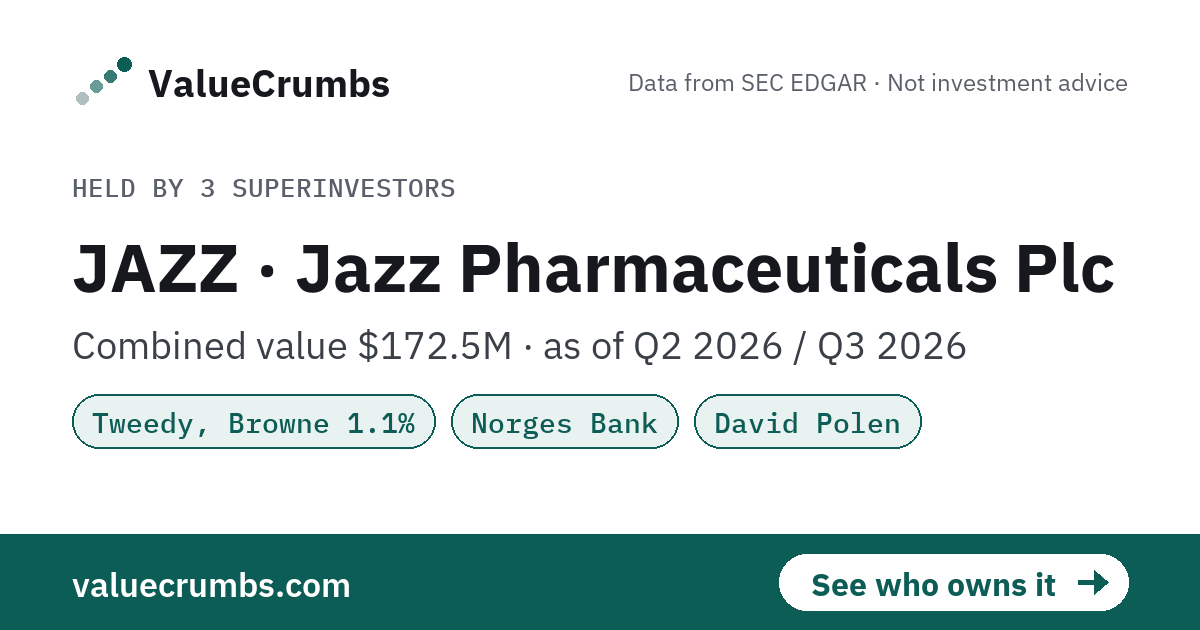 ValueCrumbs
Data from SEC EDGAR · Not investment advice
HELD BY 3 SUPERINVESTORS
JAZZ · Jazz Pharmaceuticals Plc
Combined value $172.5M · as of Q2 2026 / Q3 2026
Tweedy, Browne 1.1% Norges Bank David Polen
valuecrumbs.com
See who owns it →